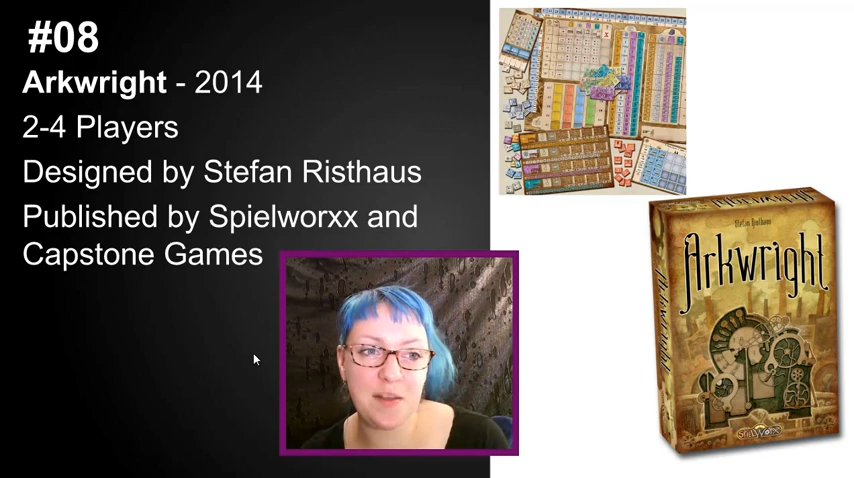 #08
Arkwright - 2014
2-4 Players
Designed by Stefan Risthaus
Published by Spielworxx and
Capstone Games
Stefan Risthaus
Arkwright
Arkwright
Arkwright